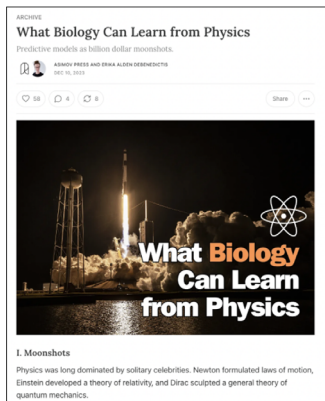 ARCHIVE
What Biology Can Learn from Physics
Predictive models as billion dollar moonshots.
ASIMOV PRESS AND ERIKA ALDEN DEBENEDICTIS
DEC 10, 2023
58 4 8 Share
What Biology
Can Learn
from Physics
I. Moonshots
Physics was long dominated by solitary celebrities. Newton formulated laws of motion,
Einstein developed a theory of relativity, and Dirac sculpted a general theory of
quantum mechanics.